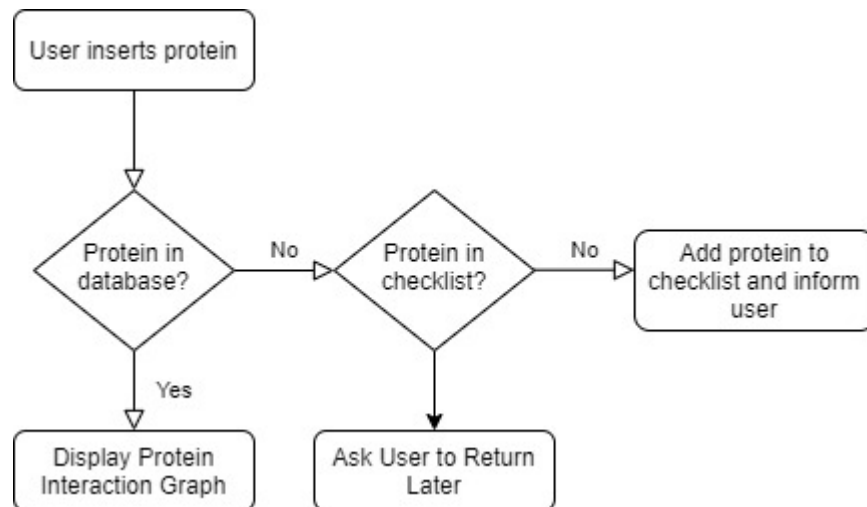 User inserts protein
Protein in
database?
No
Protein in
checklist?
No
Add protein to
checklist and inform
user
Yes
Display Protein
Interaction Graph
Ask User to Return
Later